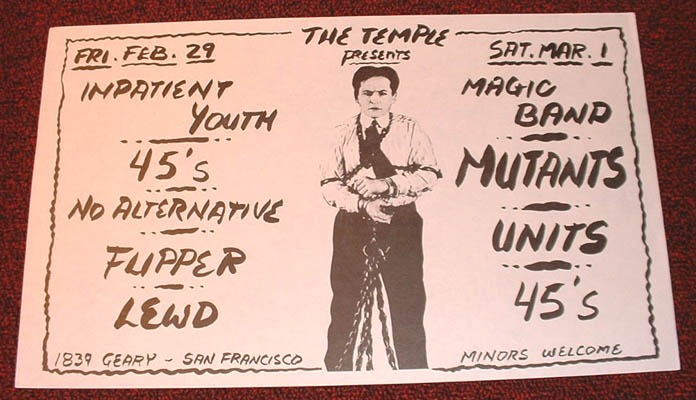 THE TEMPLE
PRESENTS
FRI. FEB. 29
INPATIENT
YOUTH
45's
NO ALTERNATIVE
FLIPPER
LEWD
1839 GEARY - SAN FRANCISCO
SAT. MAR. 1
MAGIC
BAND
MUTANTS
UNITS
45's
MINORS WELCOME